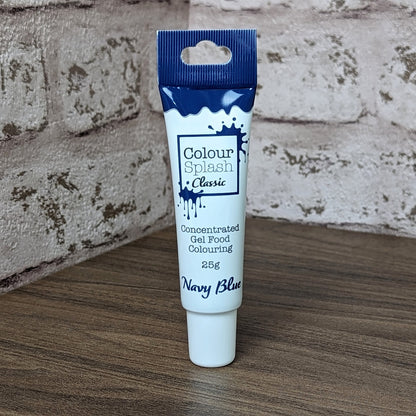 Colour
Splash
Classic
Concentrated
Gel Food
Colouring
25g
Navy Blue